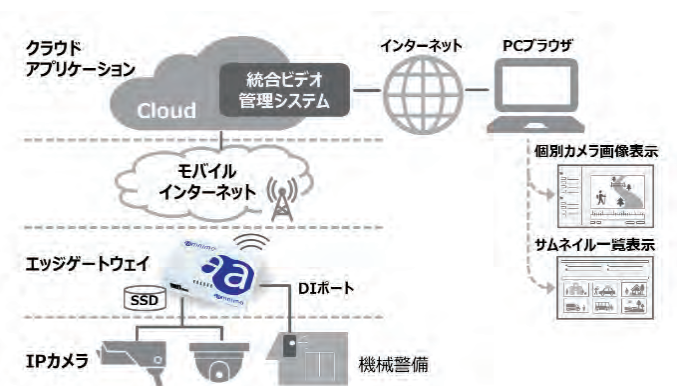 クラウド
アプリケーション
Cloud
統合ビデオ
管理システム
インターネット
PCブラウザ
個別カメラ画像表示
モバイル
インターネット
サムネイル一覧表示
エッジゲートウェイ
a
SSD
DIポート
IPカメラ
機械警備